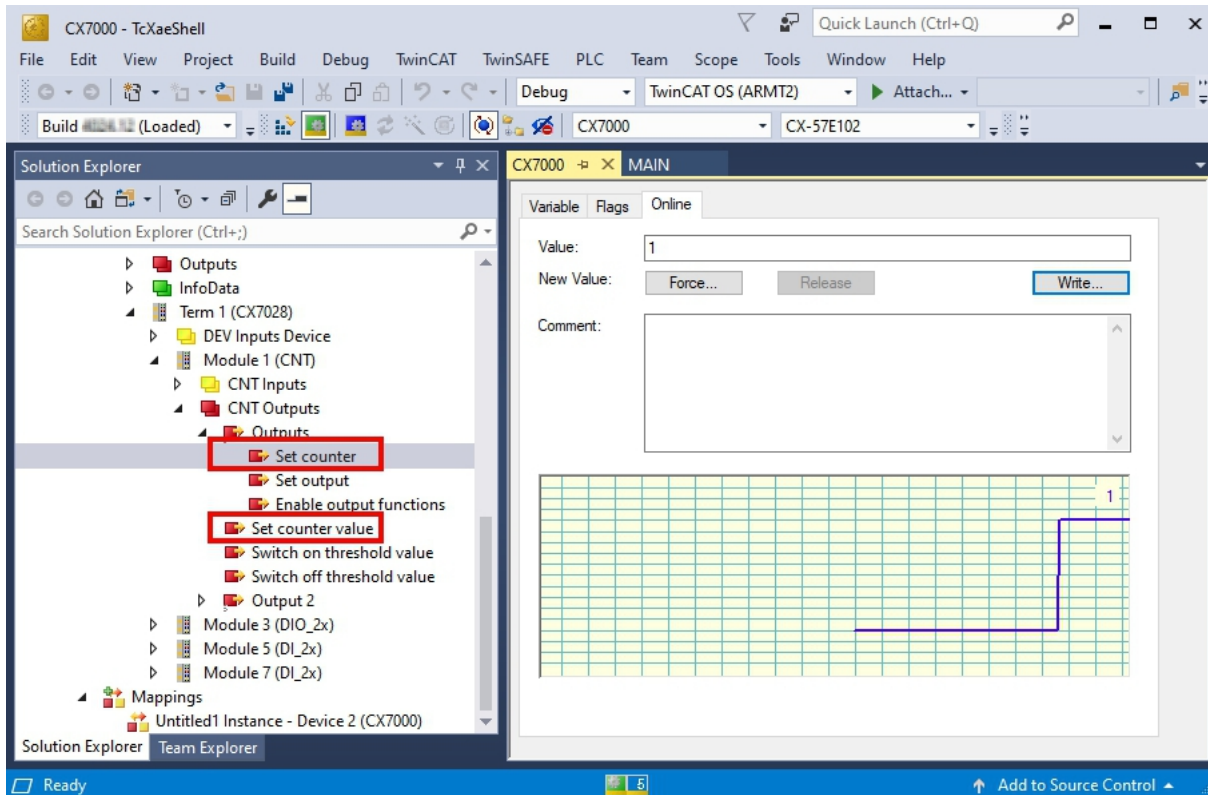 CX7000 - TcXaeShell
Quick Launch (Ctrl+Q)
File Edit View Project Build Debug TwinCAT TwinSAFE PLC Team Scope Tools Window Help
Debug TwinCAT OS (ARMT2) Attach...
Build (Loaded) CX7000 CX-57E102
Solution Explorer
CX7000 MAIN
Search Solution Explorer (Ctrl+;)
Outputs
InfoData
Term 1 (CX7028)
DEV Inputs Device
Module 1 (CNT)
CNT Inputs
CNT Outputs
Outputs
Set counter
Set output
Enable output functions
Set counter value
Switch on threshold value
Switch off threshold value
Output 2
Module 3 (DIO_2x)
Module 5 (DI_2x)
Module 7 (DI_2x)
Mappings
Untitled1 Instance - Device 2 (CX7000)
Solution Explorer Team Explorer
Variable Flags Online
Value: 1
New Value: Force... Release Write...
Comment:
1
Ready 5 Add to Source Control